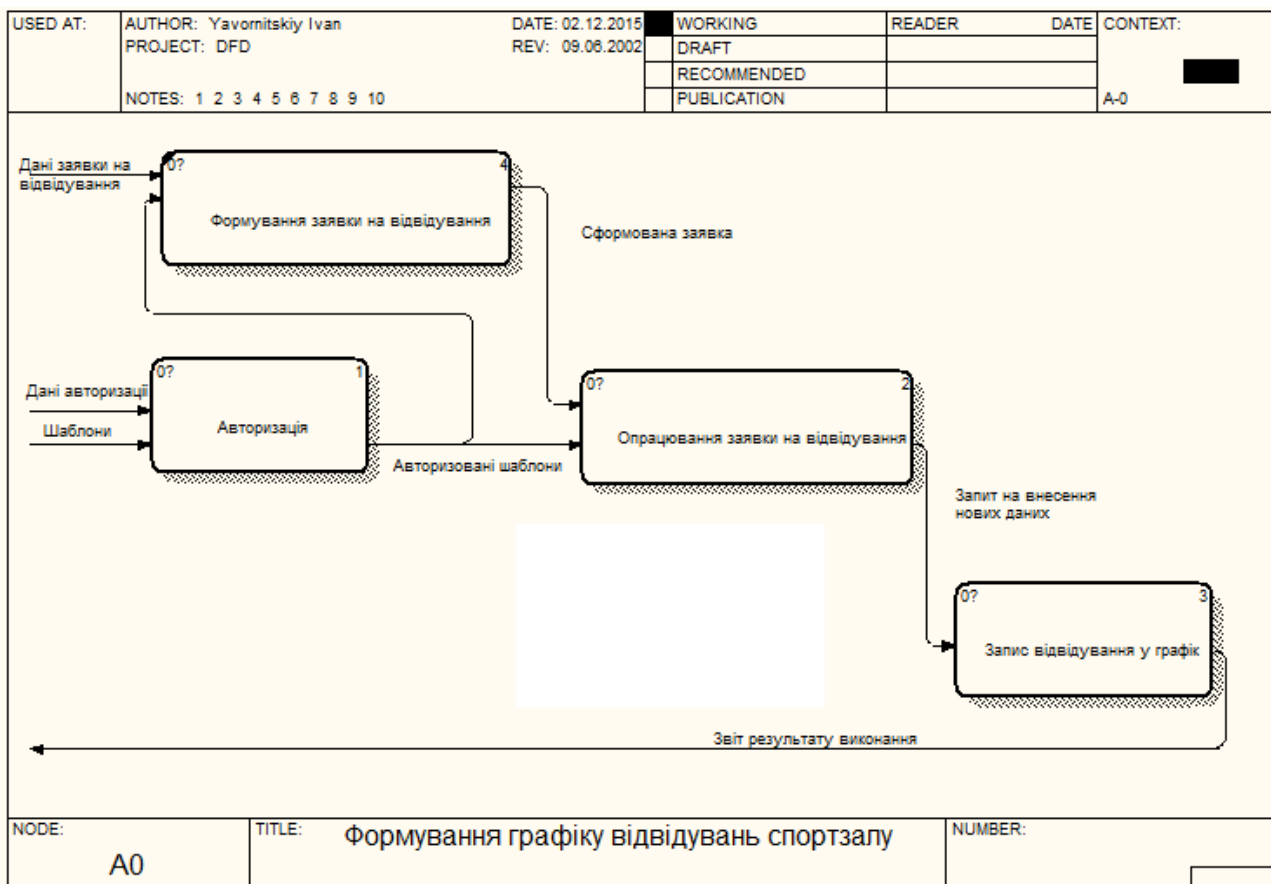 USED AT:
AUTHOR: Yavornitskiy Ivan
DATE: 02.12.2015
PROJECT: DFD
REV: 09.06.2002
NOTES: 1 2 3 4 5 6 7 8 9 10
WORKING
DRAFT
RECOMMENDED
PUBLICATION
READER
DATE
CONTEXT:
A-0
Дані заявки на
відвідування
0?
4
Формування заявки на відвідування
Сформована заявка
Дані авторизації
Шаблони
0?
1
Авторизація
Авторизовані шаблони
0?
2
Опрацювання заявки на відвідування
Запит на внесення
нових даних
0?
3
Запис відвідування у графік
Звіт результату виконання
NODE:
A0
TITLE:
Формування графіку відвідувань спортзалу
NUMBER: